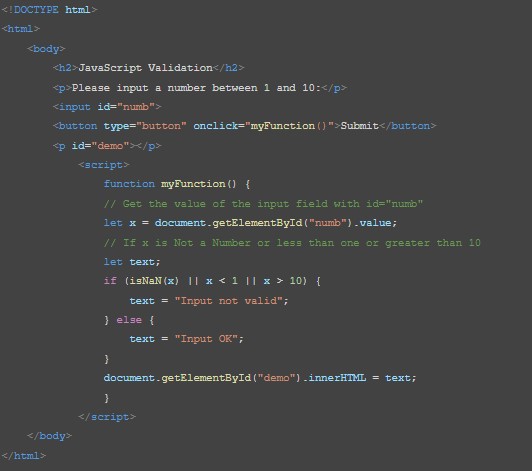 <!DOCTYPE html>
<html>
<body>
<h2>JavaScript Validation</h2>
<p>Please input a number between 1 and 10:</p>
<input id="numb">
<button type="button" onclick="myFunction()">Submit</button>
<p id="demo"></p>
<script>
function myFunction() {
// Get the value of the input field with id="numb"
let x = document.getElementById("numb").value;
// If x is Not a Number or less than one or greater than 10
let text;
if (isNaN(x) || x < 1 || x > 10) {
text = "Input not valid";
} else {
text = "Input OK";
}
document.getElementById("demo").innerHTML = text;
}
</script>
</body>
</html>